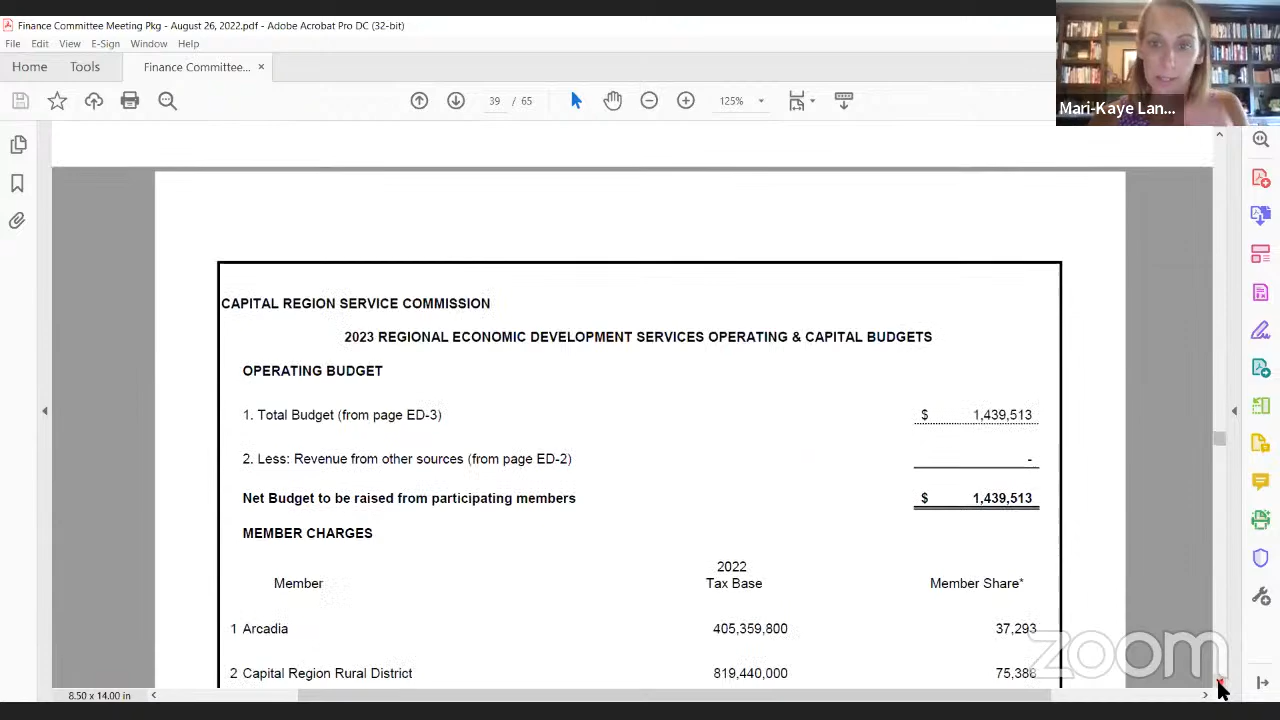 Finance Committee Meeting Pkg - August 26, 2022.pdf - Adobe Acrobat Pro DC (32-bit)
File Edit View E-Sign Window Help
Home Tools Finance Committee... ×
39 / 65 125%
Mari-Kaye Lan...
CAPITAL REGION SERVICE COMMISSION
2023 REGIONAL ECONOMIC DEVELOPMENT SERVICES OPERATING & CAPITAL BUDGETS
OPERATING BUDGET
1. Total Budget (from page ED-3) $ 1,439,513
2. Less: Revenue from other sources (from page ED-2) -
Net Budget to be raised from participating members $ 1,439,513
MEMBER CHARGES
2022
Member Tax Base Member Share*
1 Arcadia 405,359,800 37,293
2 Capital Region Rural District 819,440,000 75,386
zoom
8.50 x 14.00 in